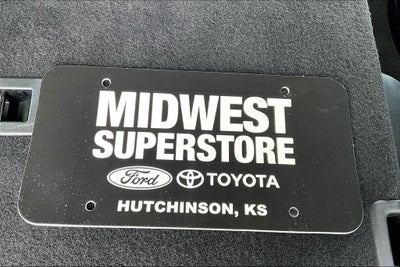 MIDWEST
SUPERSTORE
Ford TOYOTA
HUTCHINSON, KS